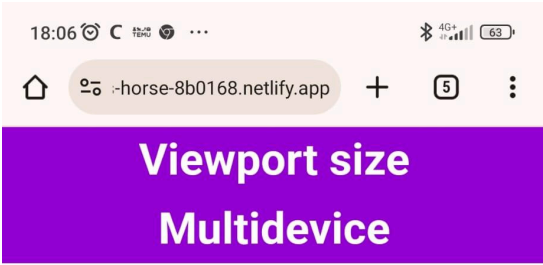 18:06 C TEMU ... 4G+ 63
:-horse-8b0168.netlify.app + 5
Viewport size
Multidevice